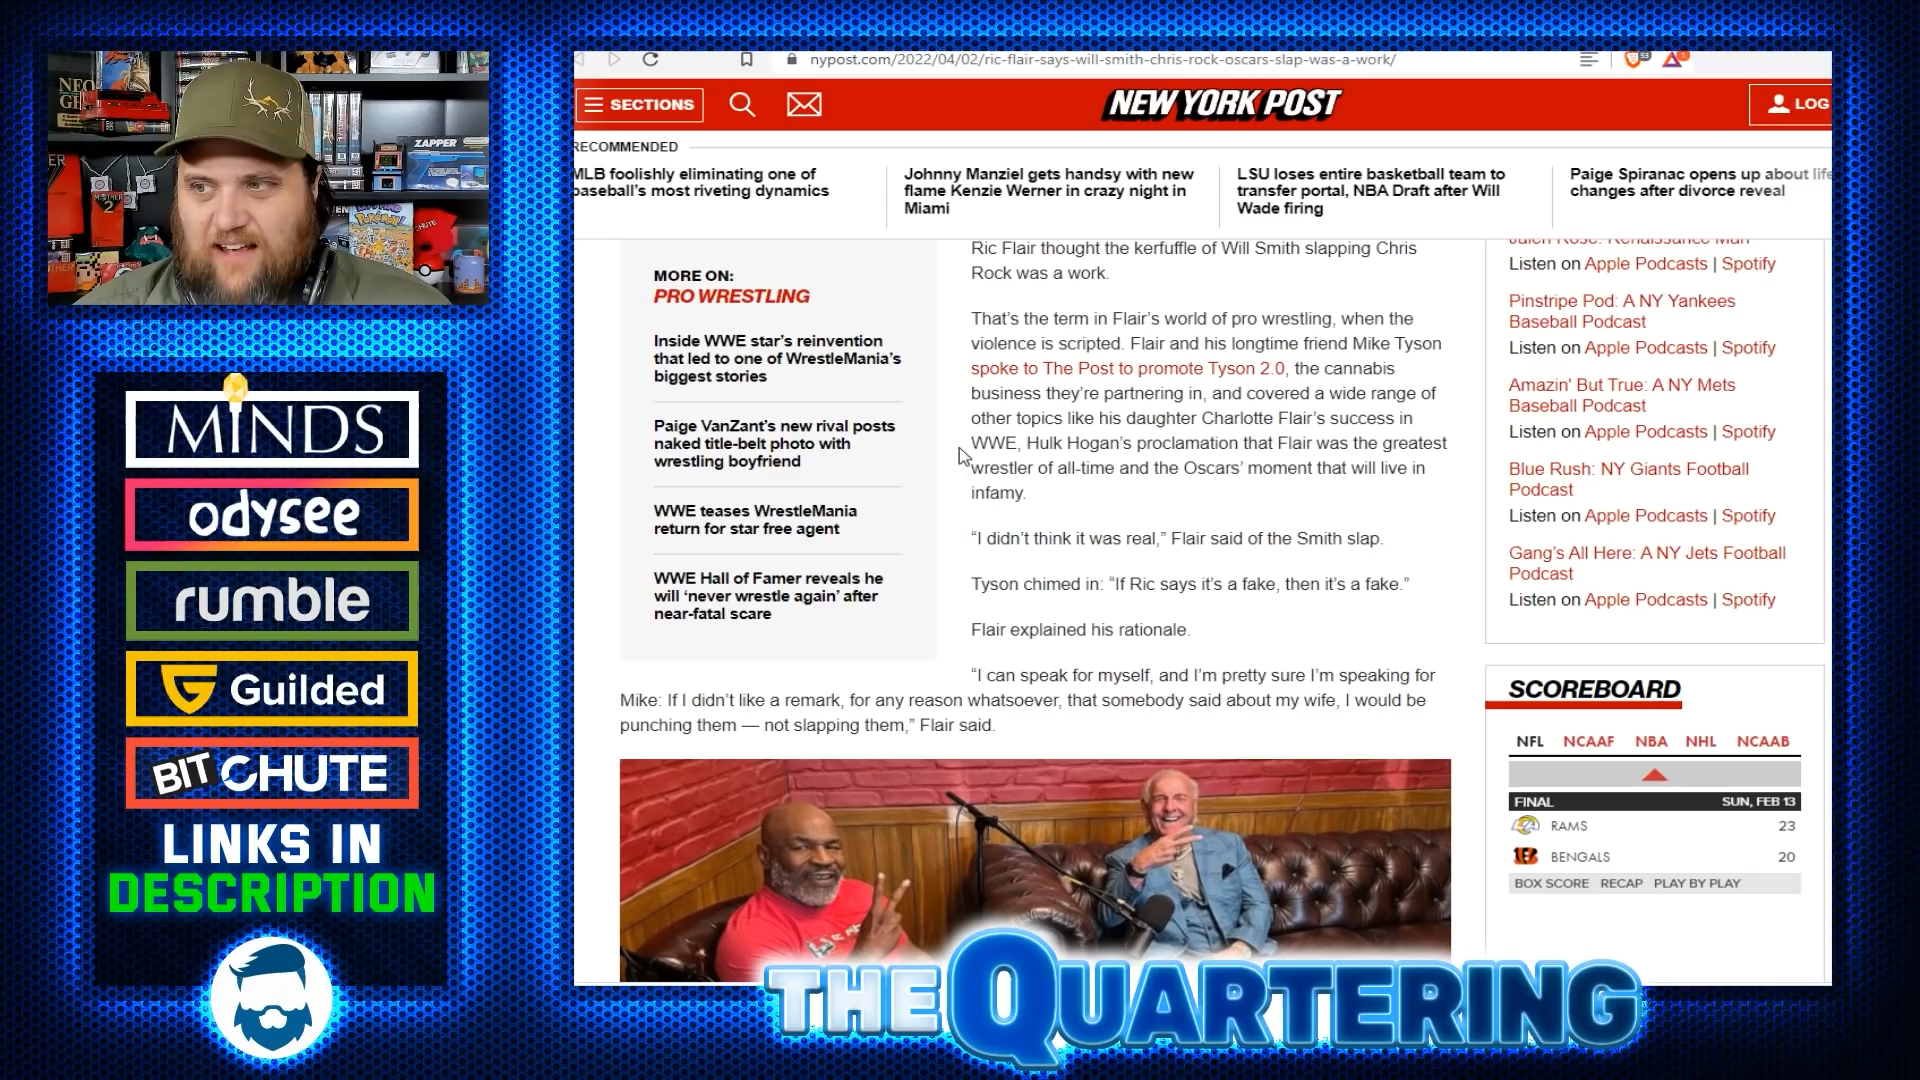 nypost.com/2022/04/02/ric-flair-says-will-smith-chris-rock-oscars-slap-was-a-work/
SECTIONS
NEW YORK POST
LOG
RECOMMENDED
MLB foolishly eliminating one of
baseball's most riveting dynamics
Johnny Manziel gets handsy with new
flame Kenzie Werner in crazy night in
Miami
LSU loses entire basketball team to
transfer portal, NBA Draft after Will
Wade firing
Paige Spiranac opens up about life
changes after divorce reveal
MORE ON:
PRO WRESTLING
Inside WWE star's reinvention
that led to one of WrestleMania's
biggest stories
Paige VanZant's new rival posts
naked title-belt photo with
wrestling boyfriend
WWE teases WrestleMania
return for star free agent
WWE Hall of Famer reveals he
will 'never wrestle again' after
near-fatal scare
Ric Flair thought the kerfuffle of Will Smith slapping Chris
Rock was a work.
That's the term in Flair's world of pro wrestling, when the
violence is scripted. Flair and his longtime friend Mike Tyson
spoke to The Post to promote Tyson 2.0, the cannabis
business they're partnering in, and covered a wide range of
other topics like his daughter Charlotte Flair's success in
WWE, Hulk Hogan's proclamation that Flair was the greatest
wrestler of all-time and the Oscars' moment that will live in
infamy.
"I didn't think it was real," Flair said of the Smith slap.
Tyson chimed in: "If Ric says it's a fake, then it's a fake."
Flair explained his rationale.
"I can speak for myself, and I'm pretty sure I'm speaking for
Mike: If I didn't like a remark, for any reason whatsoever, that somebody said about my wife, I would be
punching them — not slapping them," Flair said.
Jalen Rose: Renaissance Man
Listen on Apple Podcasts | Spotify
Pinstripe Pod: A NY Yankees
Baseball Podcast
Listen on Apple Podcasts | Spotify
Amazin' But True: A NY Mets
Baseball Podcast
Listen on Apple Podcasts | Spotify
Blue Rush: NY Giants Football
Podcast
Listen on Apple Podcasts | Spotify
Gang's All Here: A NY Jets Football
Podcast
Listen on Apple Podcasts | Spotify
SCOREBOARD
NFL NCAAF NBA NHL NCAAB
FINAL SUN, FEB 13
RAMS 23
BENGALS 20
BOX SCORE RECAP PLAY BY PLAY
NEO
GE
ZAPPER
MOTHER
2
POKéMON
CHUTE
MINDS
odysee
rumble
Guilded
BITCHUTE
LINKS IN
DESCRIPTION
THE QUARTERING